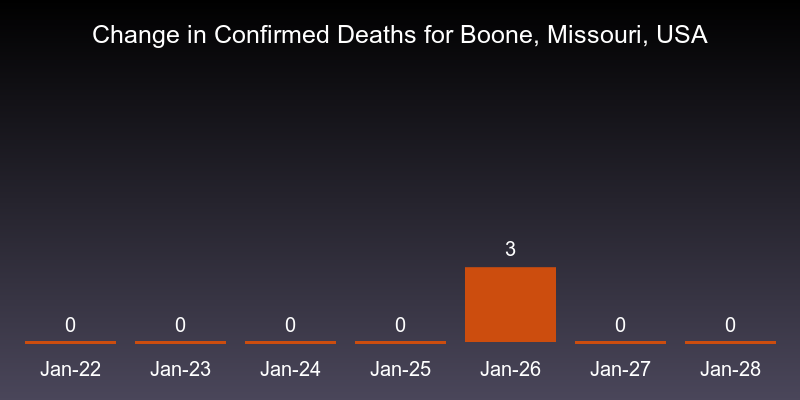 Change in Confirmed Deaths for Boone, Missouri, USA
3
0 0 0 0 0 0
Jan-22 Jan-23 Jan-24 Jan-25 Jan-26 Jan-27 Jan-28